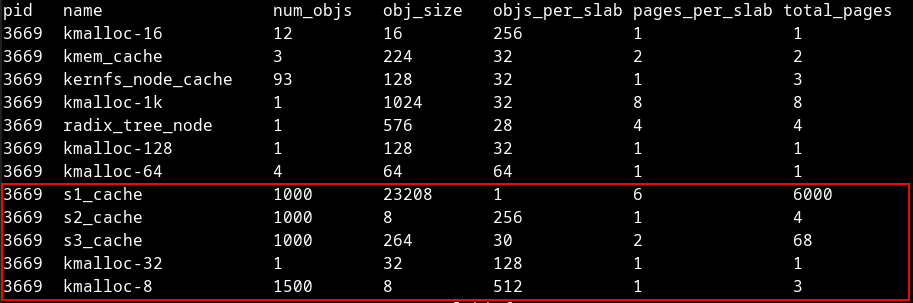 pid name num_objs obj_size objs_per_slab pages_per_slab total_pages
3669 kmalloc-16 12 16 256 1 1
3669 kmem_cache 3 224 32 2 2
3669 kernfs_node_cache 93 128 32 1 3
3669 kmalloc-1k 1 1024 32 8 8
3669 radix_tree_node 1 576 28 4 4
3669 kmalloc-128 1 128 32 1 1
3669 kmalloc-64 4 64 64 1 1
3669 s1_cache 1000 23208 1 6 6000
3669 s2_cache 1000 8 256 1 4
3669 s3_cache 1000 264 30 2 68
3669 kmalloc-32 1 32 128 1 1
3669 kmalloc-8 1500 8 512 1 3